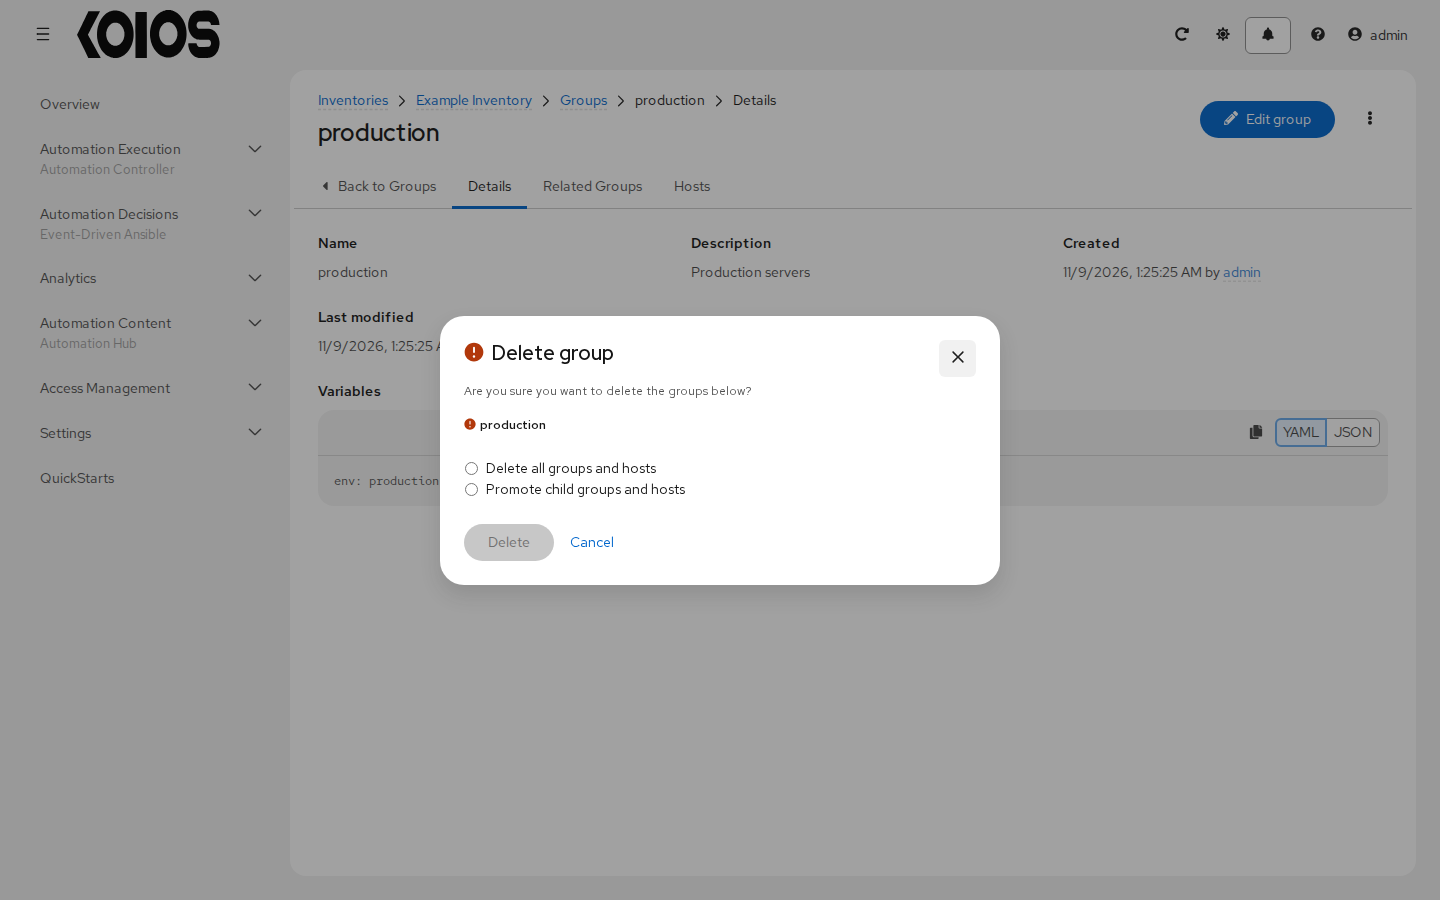 KOIOS
admin
Overview
Automation Execution
Automation Controller
Automation Decisions
Event-Driven Ansible
Analytics
Automation Content
Automation Hub
Access Management
Settings
QuickStarts
Inventories > Example Inventory > Groups > production > Details
production
Edit group
Back to Groups
Details
Related Groups
Hosts
Name
production
Description
Production servers
Created
11/9/2026, 1:25:25 AM by admin
Last modified
11/9/2026, 1:25:25
Variables
YAML
JSON
env: production
Delete group
Are you sure you want to delete the groups below?
production
Delete all groups and hosts
Promote child groups and hosts
Delete
Cancel